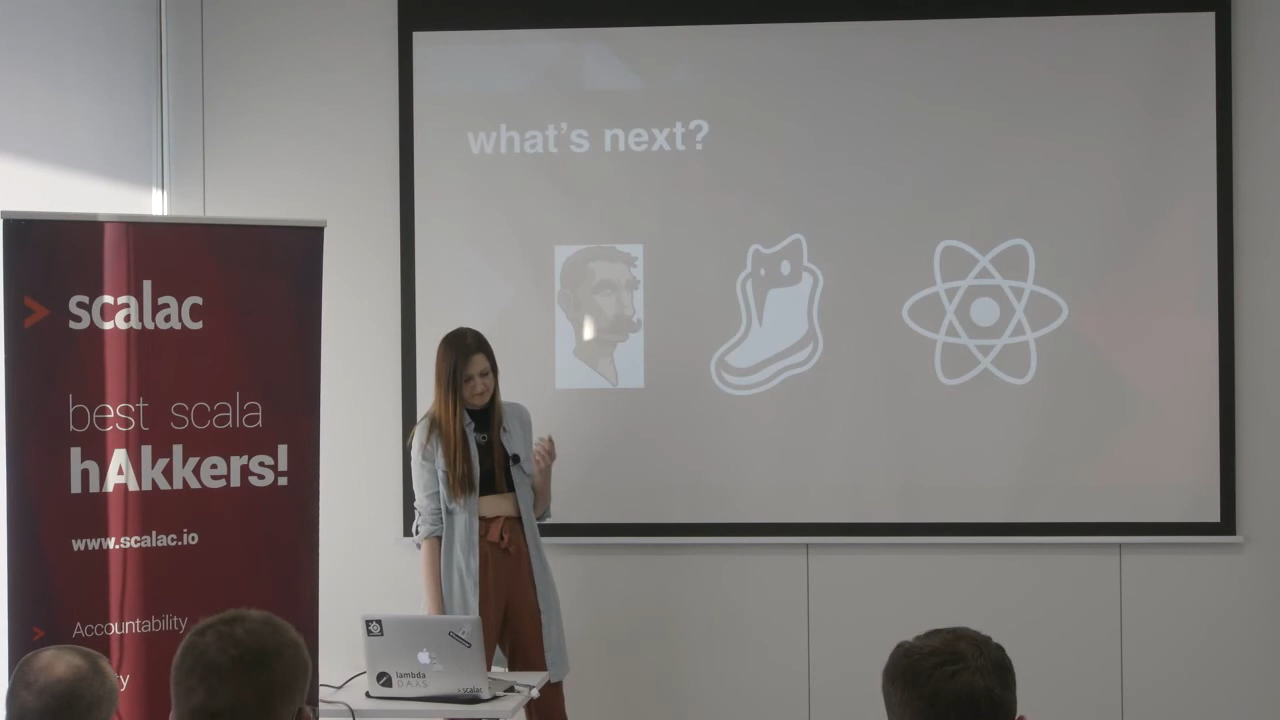 what's next?
> scalac
best scala
hAkkers!
www.scalac.io
> Accountability
lambda
D.A.A.S
>scalac